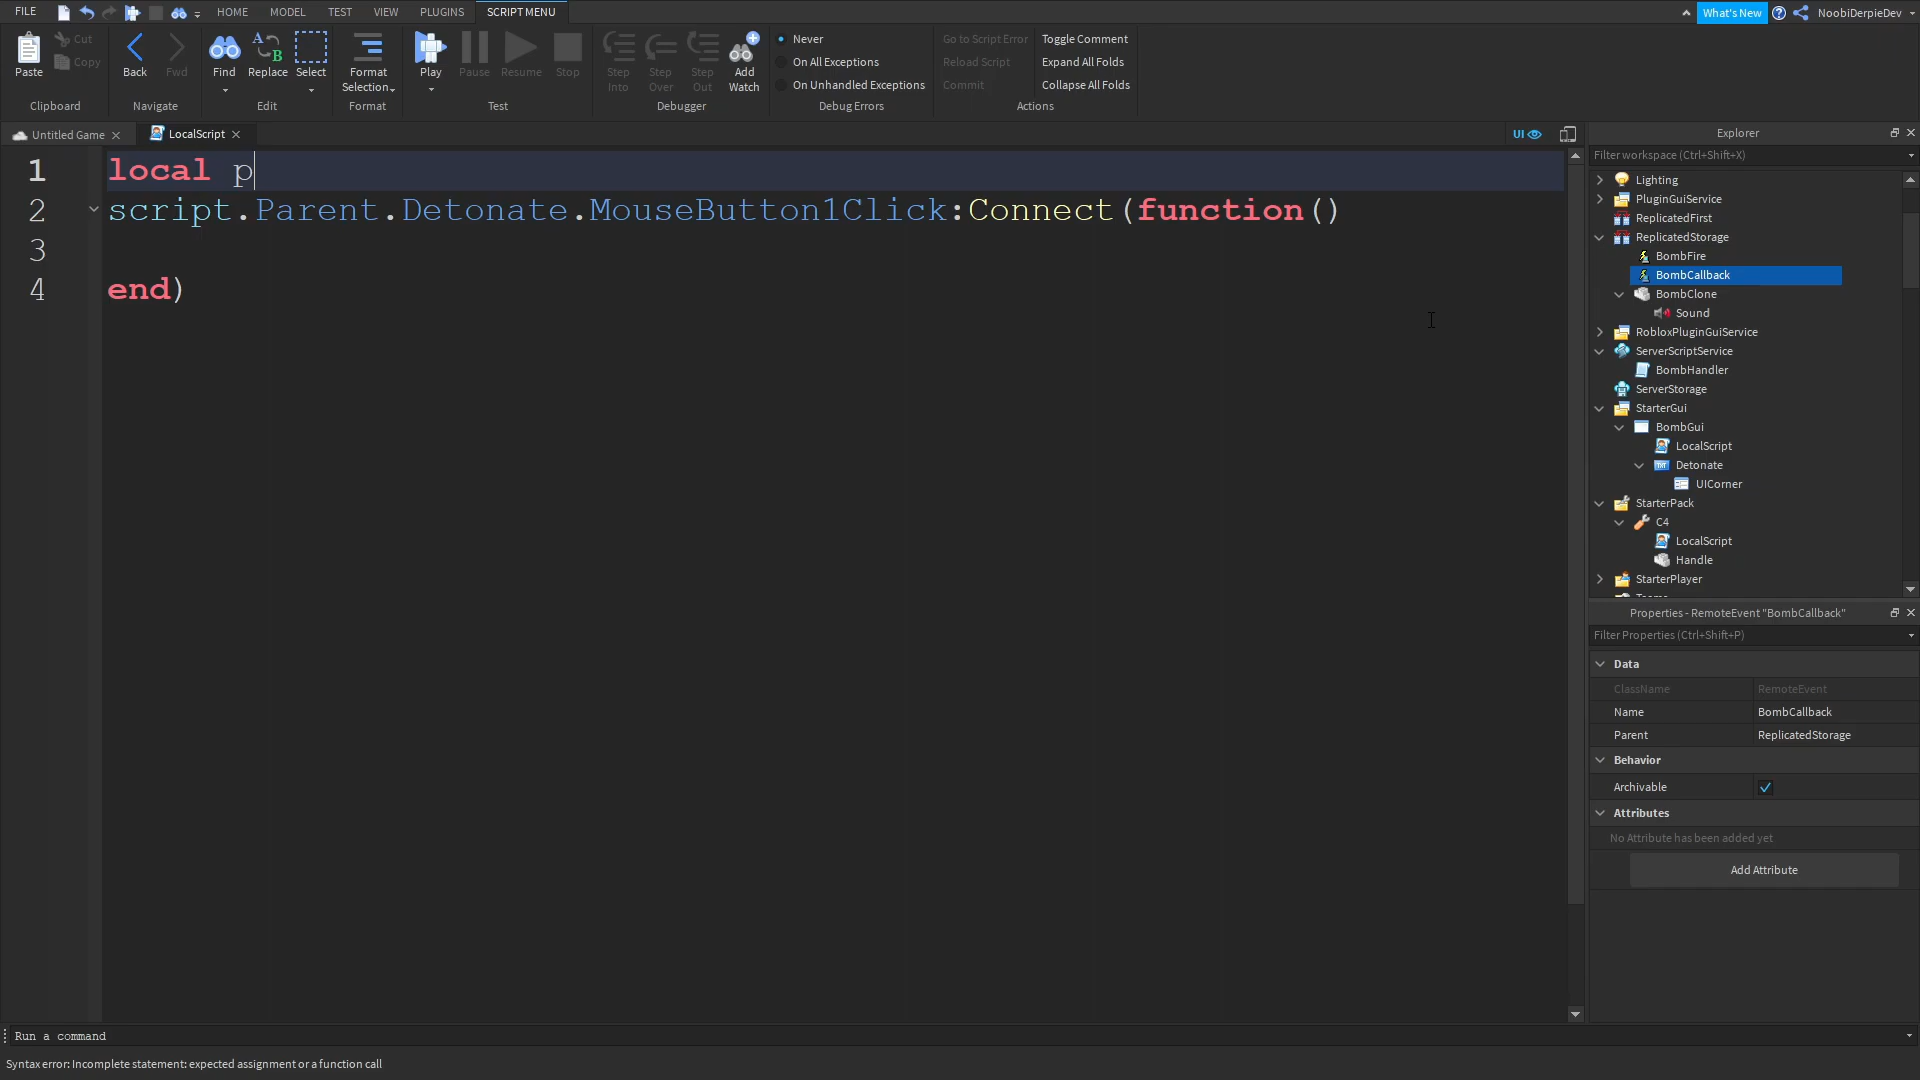 FILE HOME MODEL TEST VIEW PLUGINS SCRIPT MENU What's New NoobiDerpieDev
Paste Cut Copy Back Fwd Find Replace Select Format Selection Play Pause Resume Stop Step Into Step Over Step Out Add Watch
Never Go to Script Error Toggle Comment
On All Exceptions Reload Script Expand All Folds
On Unhandled Exceptions Commit Collapse All Folds
Clipboard Navigate Edit Format Test Debugger Debug Errors Actions
Untitled Game LocalScript UI
1 local p
2 script.Parent.Detonate.MouseButton1Click:Connect(function()
3
4 end)
Explorer
Filter workspace (Ctrl+Shift+X)
Lighting
PluginGuiService
ReplicatedFirst
ReplicatedStorage
BombFire
BombCallback
BombClone
Sound
RobloxPluginGuiService
ServerScriptService
BombHandler
ServerStorage
StarterGui
BombGui
LocalScript
TXT Detonate
UICorner
StarterPack
C4
LocalScript
Handle
StarterPlayer
Properties - RemoteEvent "BombCallback"
Filter Properties (Ctrl+Shift+P)
Data
ClassName RemoteEvent
Name BombCallback
Parent ReplicatedStorage
Behavior
Archivable
Attributes
No Attribute has been added yet
Add Attribute
Run a command
Syntax error: Incomplete statement: expected assignment or a function call